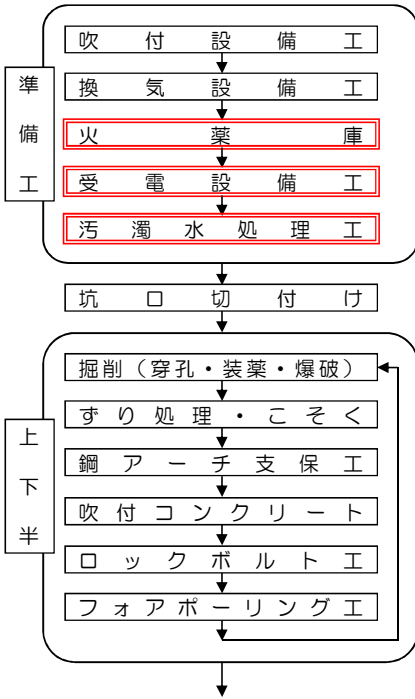 準備工
吹付設備工
換気設備工
火薬庫
受電設備工
汚濁水処理工
坑口切付け
上下半
掘削（穿孔・装薬・爆破）
ずり処理・こそく
鋼アーチ支保工
吹付コンクリート
ロックボルト工
フォアポーリング工